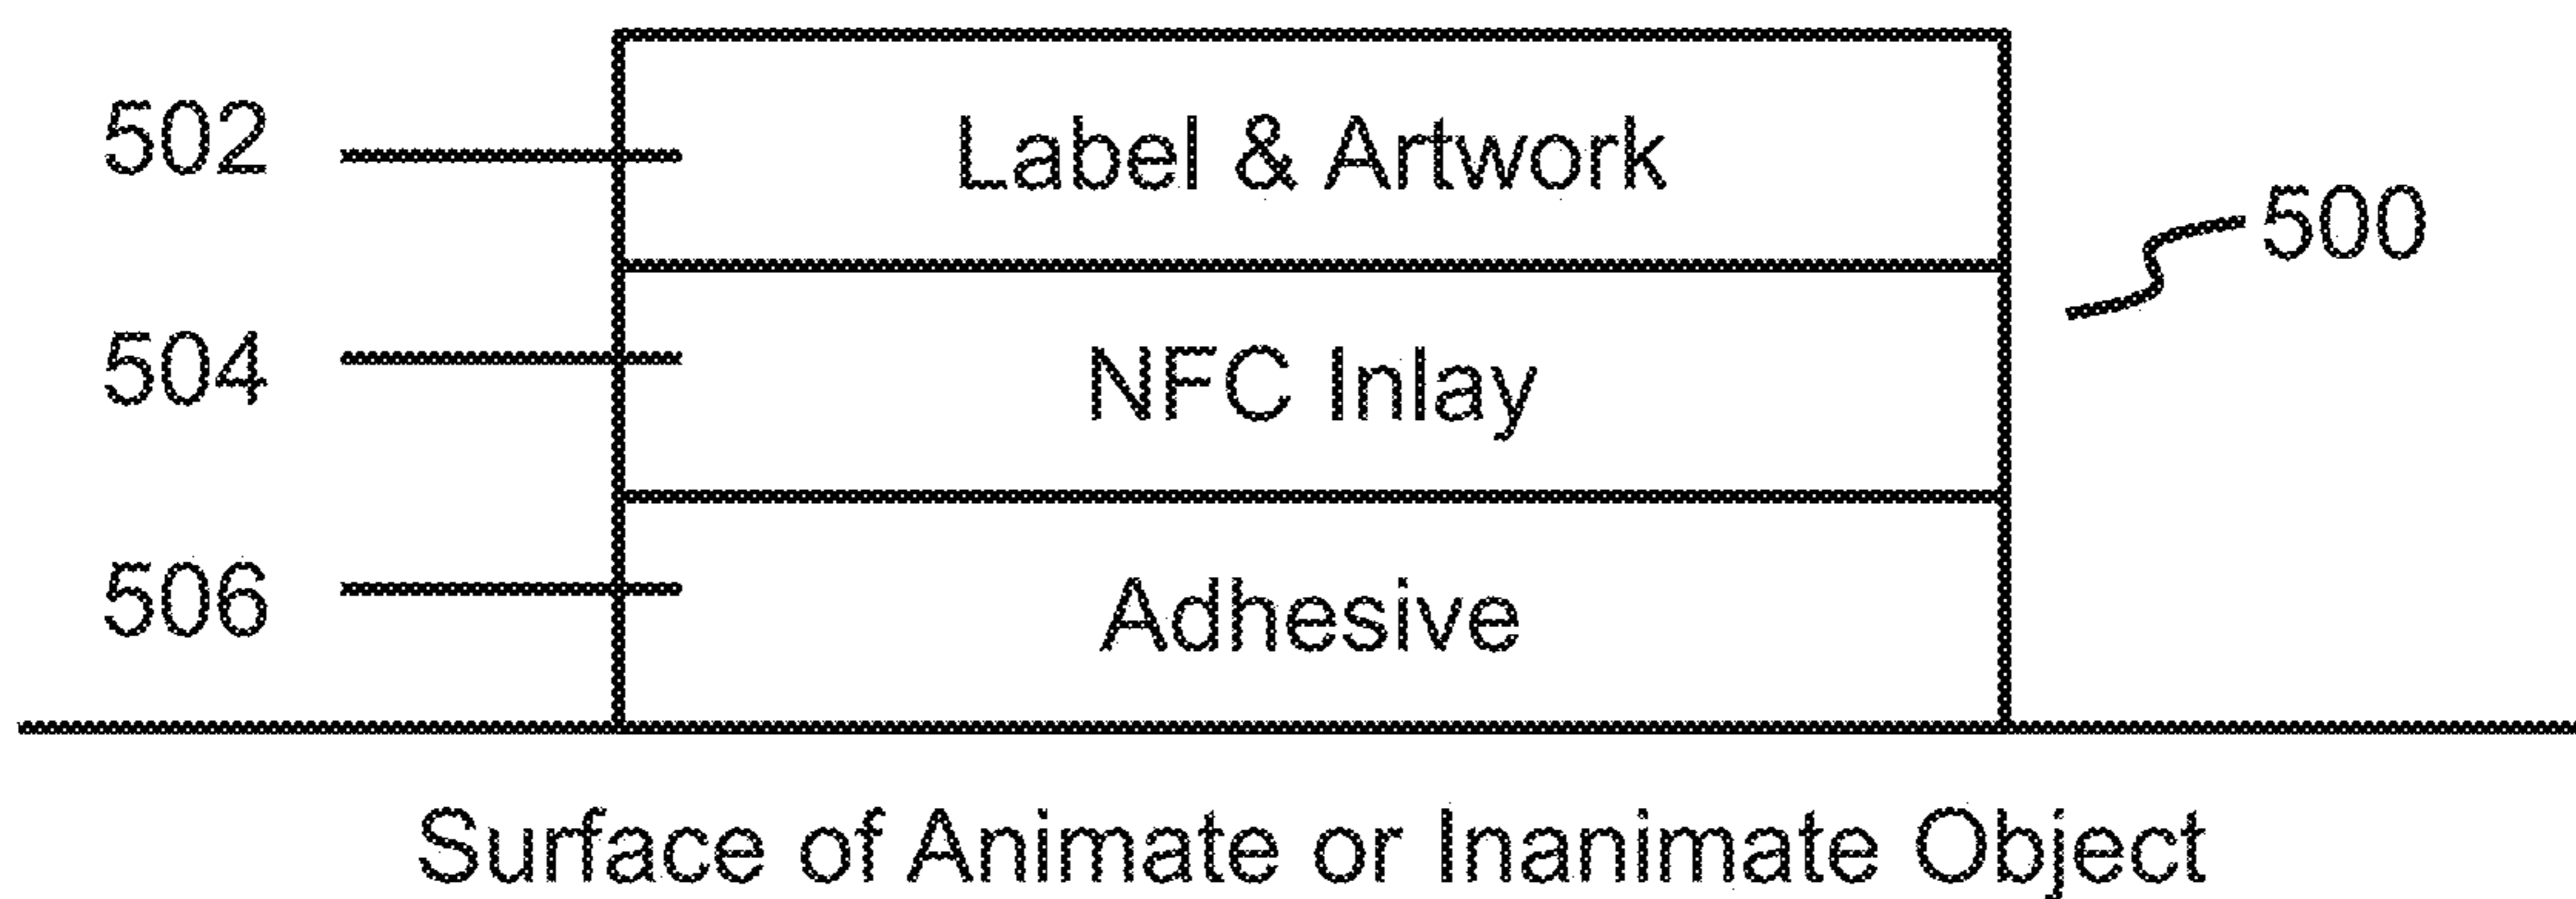 502 Label & Artwork
500
504 NFC Inlay
506 Adhesive
Surface of Animate or Inanimate Object